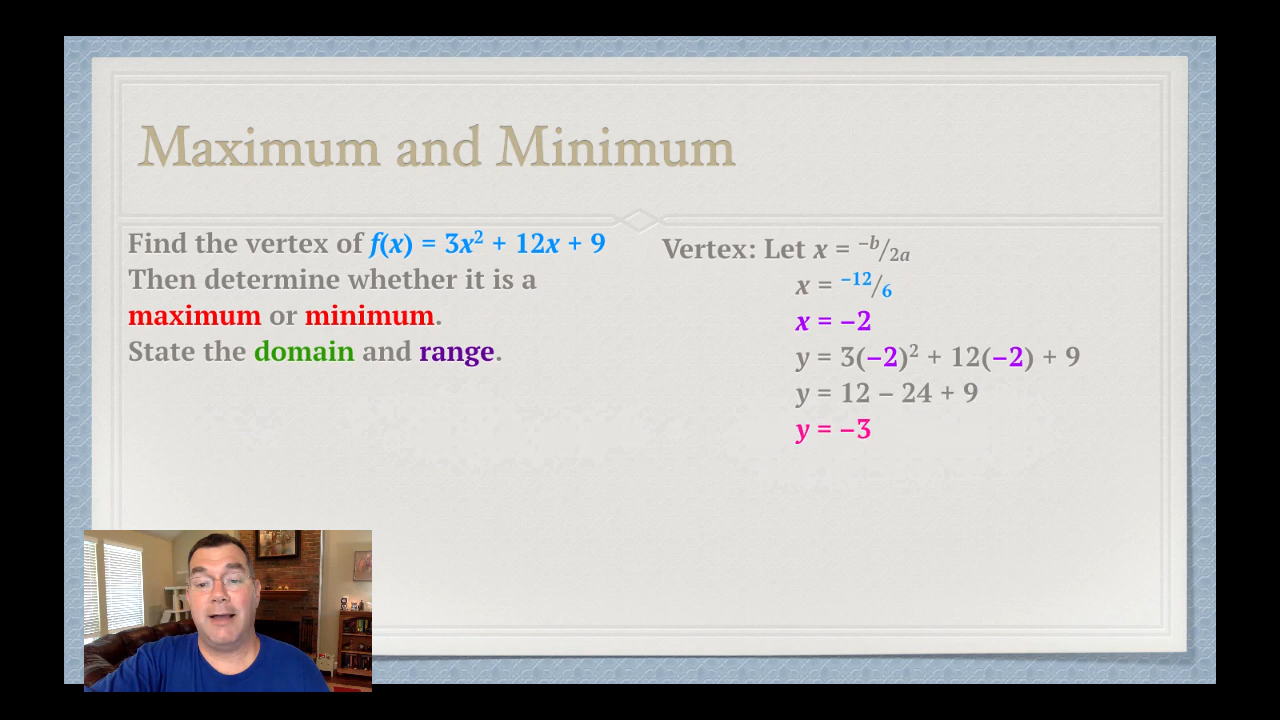 Maximum and Minimum
Find the vertex of f(x) = 3x² + 12x + 9
Then determine whether it is a
maximum or minimum.
State the domain and range.
Vertex: Let x = ⁻ᵇ/₂ₐ
x = ⁻¹²/₆
x = –2
y = 3(–2)² + 12(–2) + 9
y = 12 – 24 + 9
y = –3